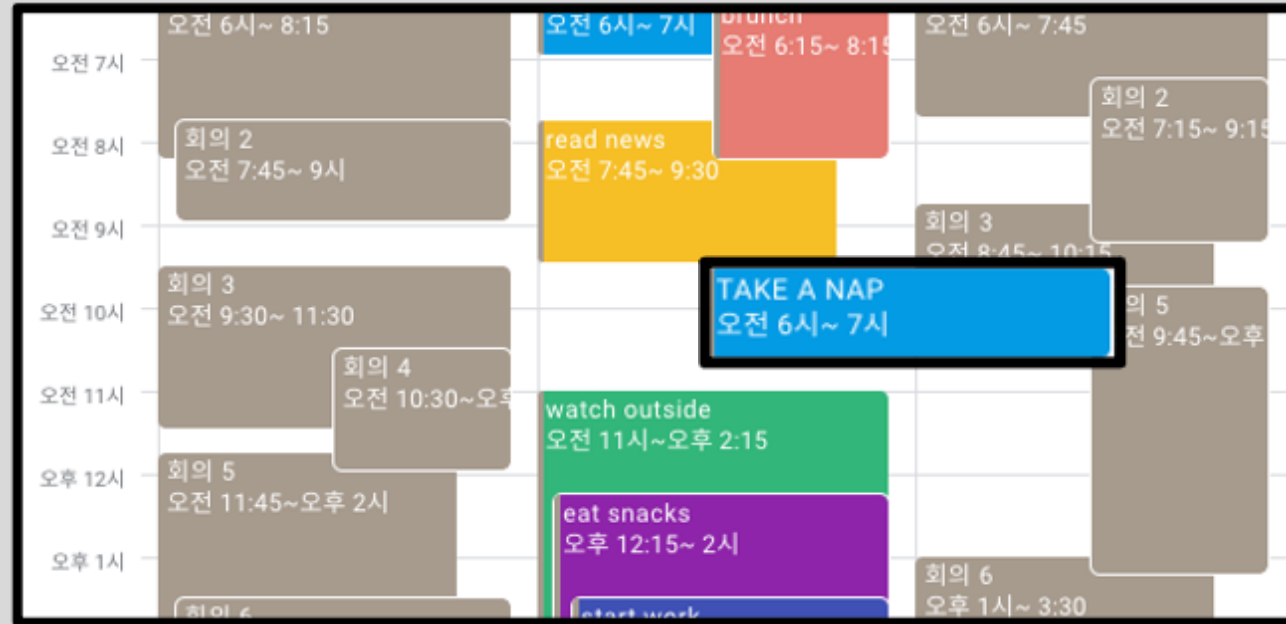 오전 7시
오전 8시
오전 9시
오전 10시
오전 11시
오후 12시
오후 1시
오전 6시~ 8:15
회의 2
오전 7:45~ 9시
회의 3
오전 9:30~ 11:30
회의 4
오전 10:30~오후
회의 5
오전 11:45~오후 2시
회의 6
오전 6시~ 7시
brunch
오전 6:15~ 8:15
read news
오전 7:45~ 9:30
TAKE A NAP
오전 6시~ 7시
watch outside
오전 11시~오후 2:15
eat snacks
오후 12:15~ 2시
start work
오전 6시~ 7:45
회의 2
오전 7:15~ 9:15
회의 3
오전 8:45~ 10:15
의 5
전 9:45~오후
회의 6
오후 1시~ 3:30